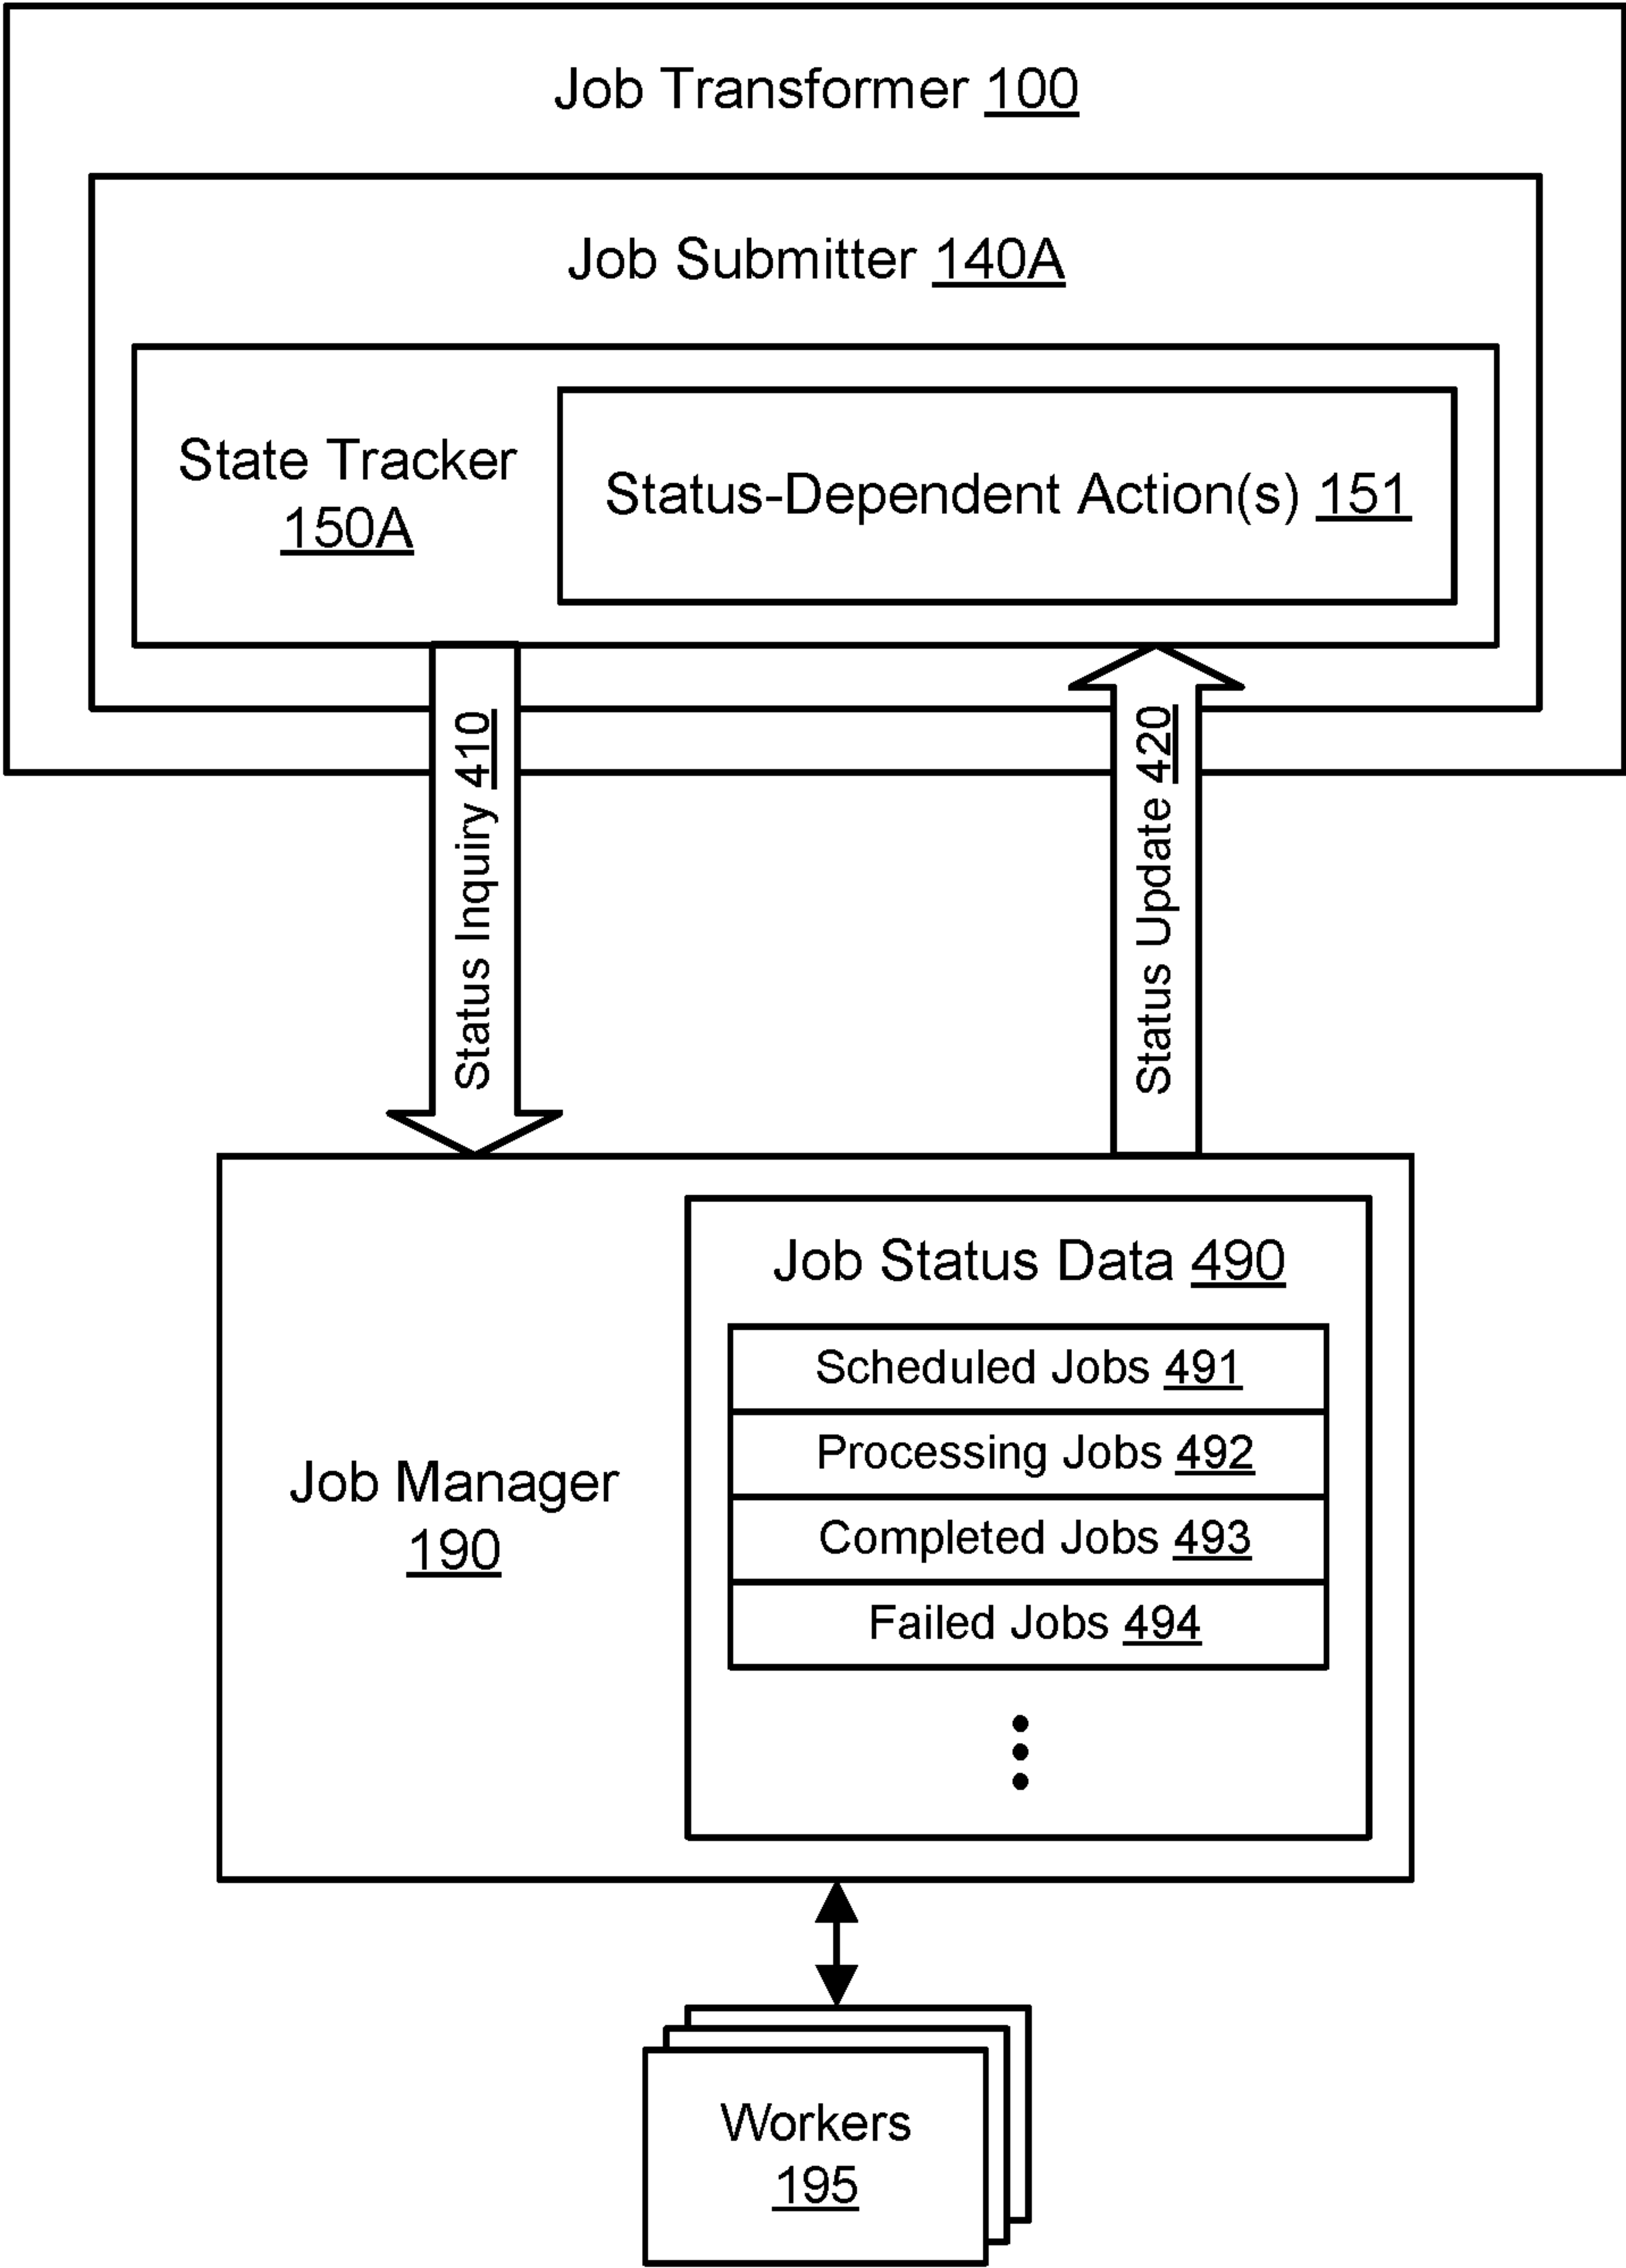 Job Transformer 100
Job Submitter 140A
State Tracker
150A
Status-Dependent Action(s) 151
Status Inquiry 410
Status Update 420
Job Manager
190
Job Status Data 490
Scheduled Jobs 491
Processing Jobs 492
Completed Jobs 493
Failed Jobs 494
Workers
195